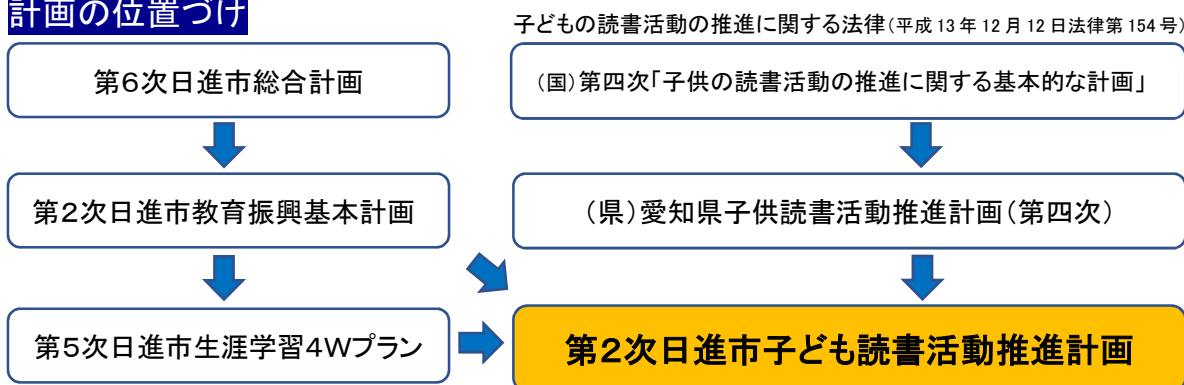 計画の位置づけ
子どもの読書活動の推進に関する法律(平成13年12月12日法律第154号)
第6次日進市総合計画
(国)第四次「子供の読書活動の推進に関する基本的な計画」
第2次日進市教育振興基本計画
(県)愛知県子供読書活動推進計画(第四次)
第5次日進市生涯学習4Wプラン
第2次日進市子ども読書活動推進計画